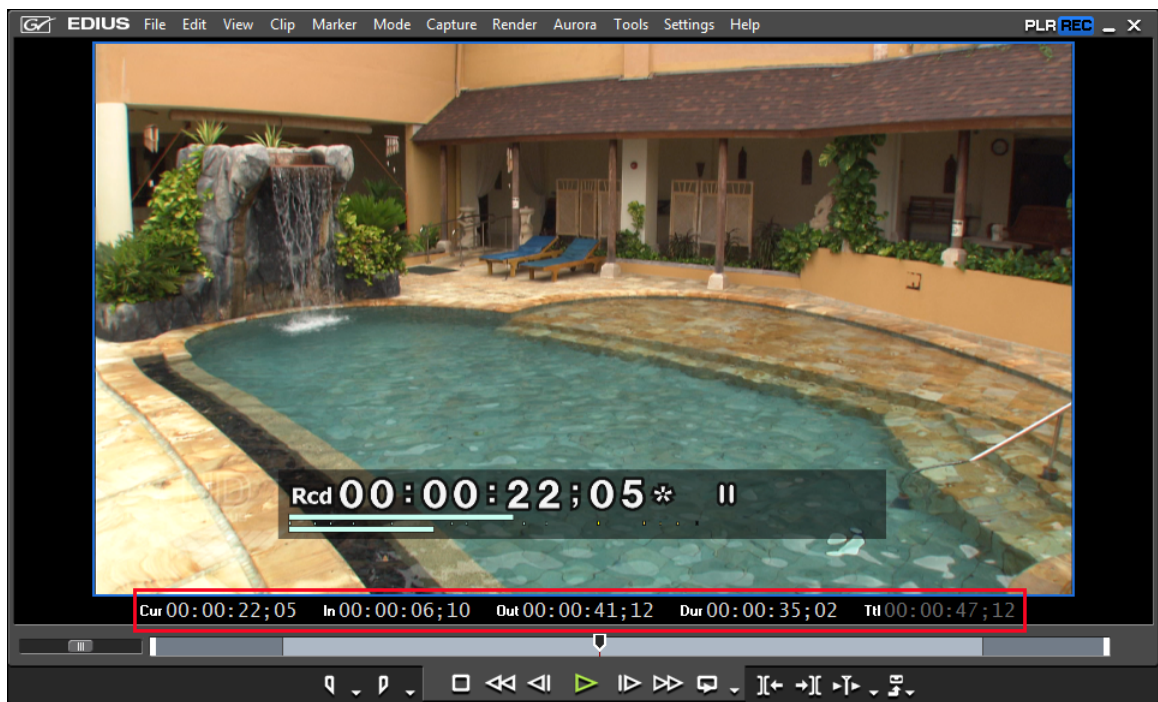 GV EDIUS File Edit View Clip Marker Mode Capture Render Aurora Tools Settings Help PLR REC
Rcd 00:00:22;05* II
Cur 00:00:22;05 In 00:00:06;10 Out 00:00:41;12 Dur 00:00:35;02 Ttl 00:00:47;12